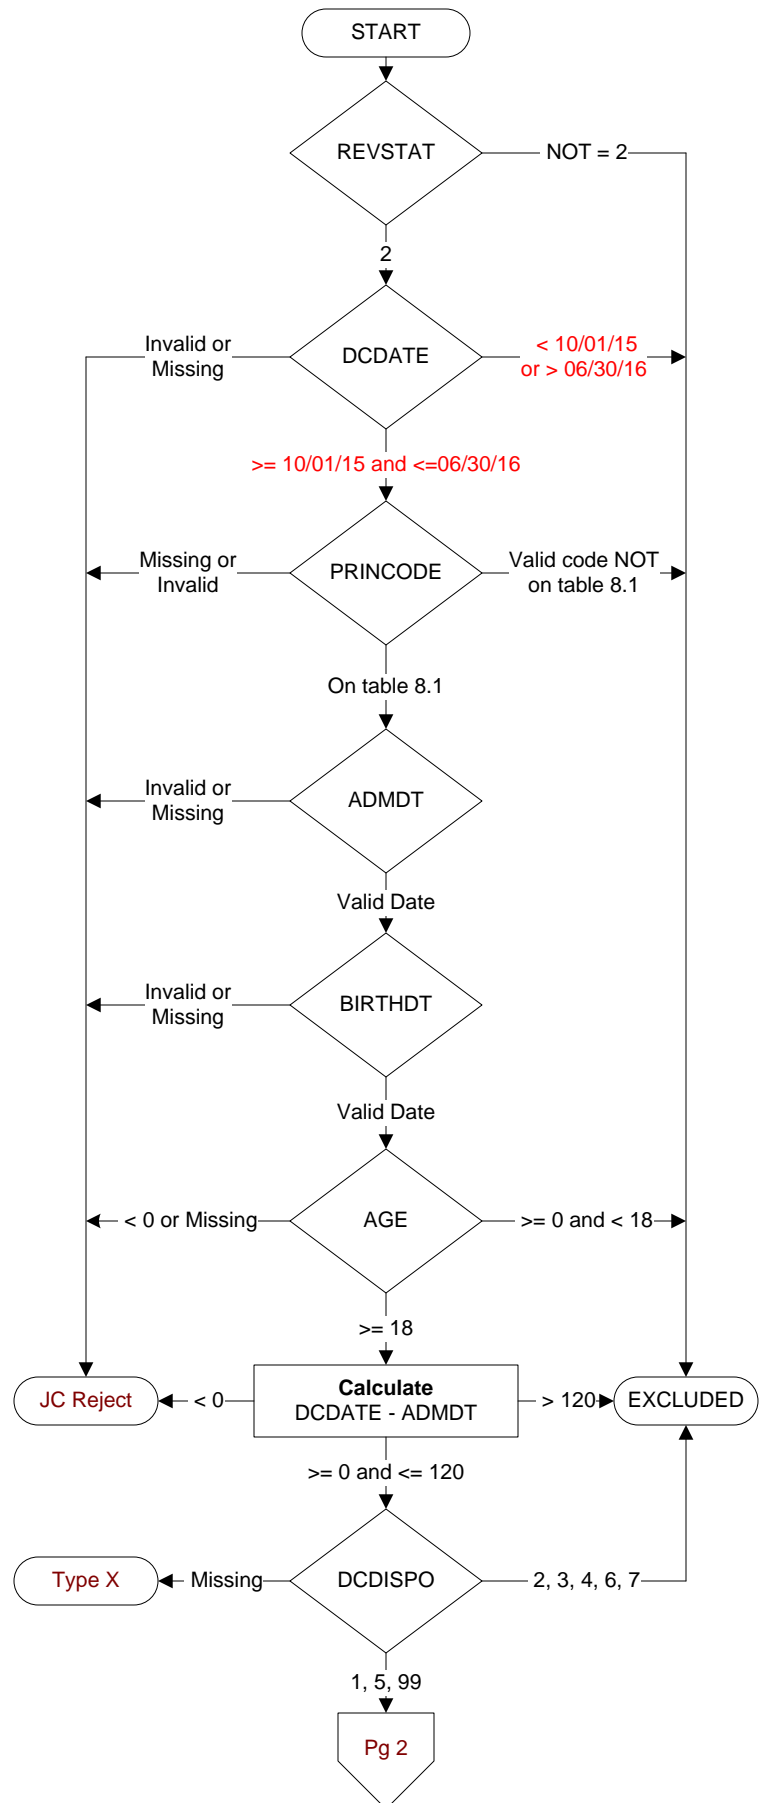 START
REVSTAT
NOT = 2
2
Invalid or
Missing
DCDATE
< 10/01/15
or > 06/30/16
>= 10/01/15 and <=06/30/16
Missing or
Invalid
PRINCODE
Valid code NOT
on table 8.1
On table 8.1
Invalid or
Missing
ADMDT
Valid Date
Invalid or
Missing
BIRTHDT
Valid Date
< 0 or Missing
AGE
>= 0 and < 18
>= 18
JC Reject
< 0
Calculate
DCDATE - ADMDT
> 120
EXCLUDED
>= 0 and <= 120
Type X
Missing
DCDISPO
2, 3, 4, 6, 7
1, 5, 99
Pg 2